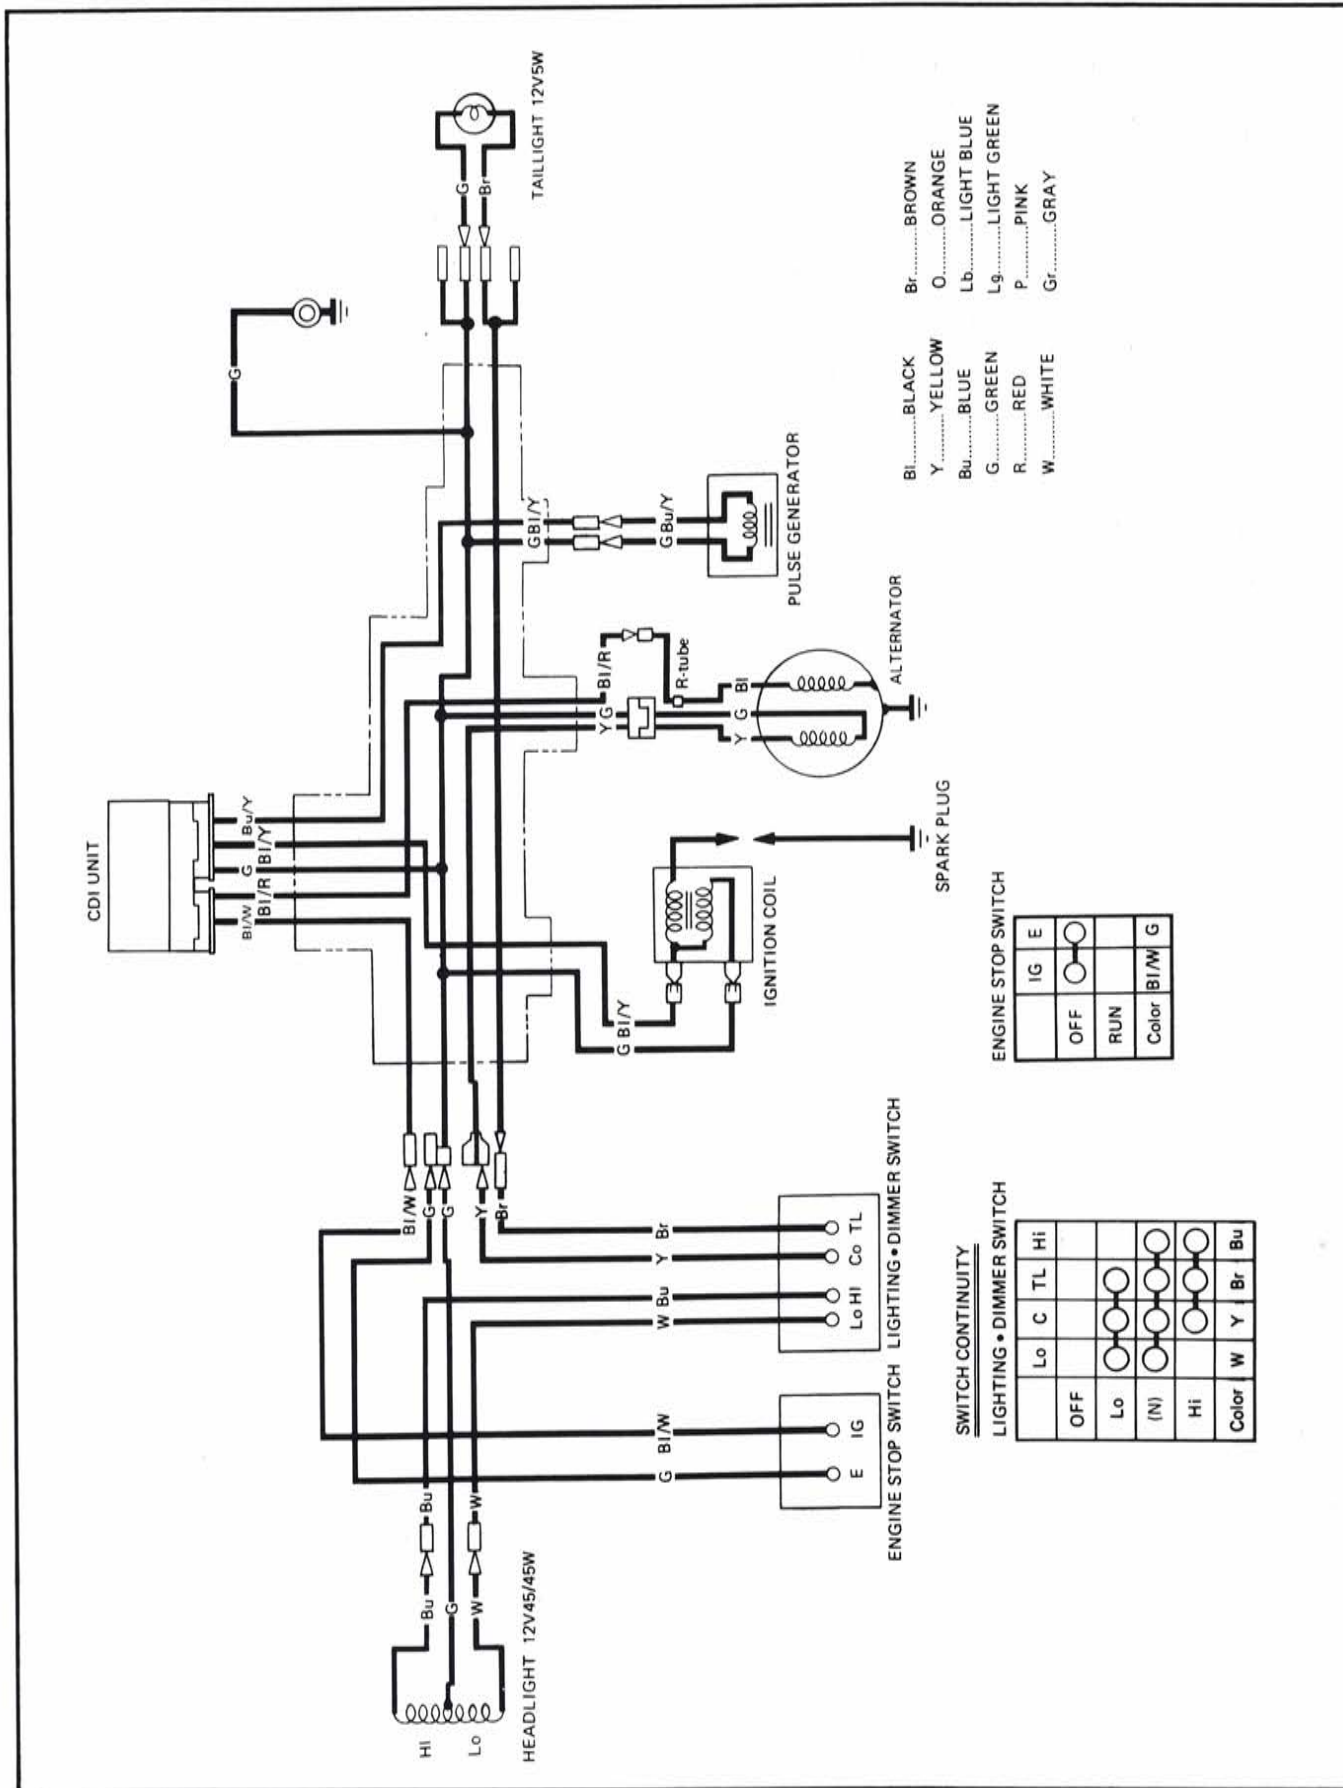 CDI UNIT
Bl/W
Bl/R
G
Bl/Y
Bu/Y
G
G
Br
TAILLIGHT 12V5W
HI
Lo
HEADLIGHT 12V45/45W
Bu
Bu
G
W
W
Bl/W
G
G
Y
Br
G
Bl/W
W
Bu
Y
Br
E
IG
Lo
HI
Co
TL
ENGINE STOP SWITCH
LIGHTING • DIMMER SWITCH
G
Bl/Y
IGNITION COIL
SPARK PLUG
Y
G
Bl/R
R-tube
Y
G
Bl
ALTERNATOR
G
Bl/Y
G
Bu/Y
PULSE GENERATOR
Bl.........BLACK
Y.........YELLOW
Bu.........BLUE
G.........GREEN
R.........RED
W.........WHITE
Br.........BROWN
O.........ORANGE
Lb.........LIGHT BLUE
Lg.........LIGHT GREEN
P.........PINK
Gr.........GRAY
SWITCH CONTINUITY
LIGHTING • DIMMER SWITCH
Lo C TL Hi
OFF
Lo
(N)
Hi
Color W Y Br Bu
ENGINE STOP SWITCH
IG E
OFF
RUN
Color Bl/W G